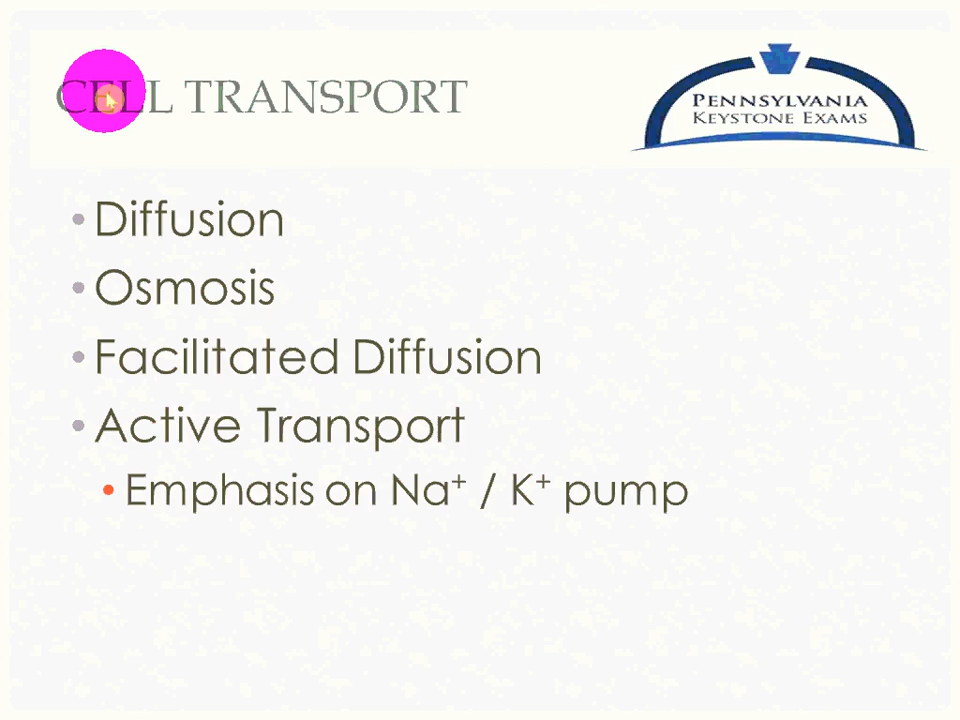 CELL TRANSPORT
PENNSYLVANIA
KEYSTONE EXAMS
• Diffusion
• Osmosis
• Facilitated Diffusion
• Active Transport
• Emphasis on Na⁺ / K⁺ pump